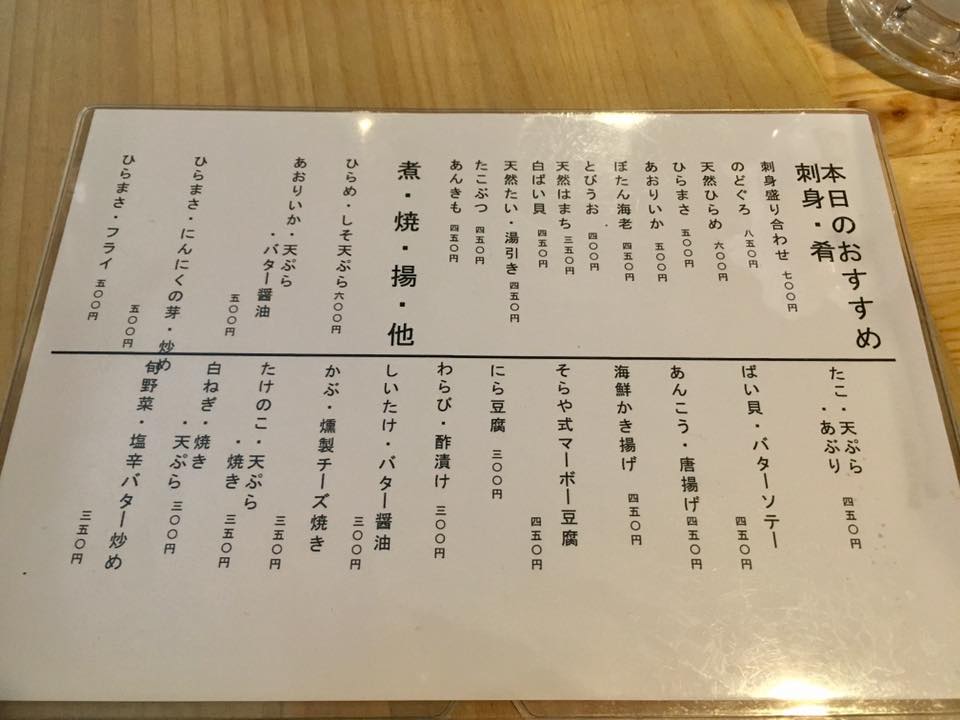 本日のおすすめ
刺身・肴
刺身盛り合わせ 七〇〇円
のどぐろ 八五〇円
天然ひらめ 六〇〇円
ひらまさ 五〇〇円
あおりいか 五〇〇円
ぼたん海老 四五〇円
とびうお 四〇〇円
天然はまち 三五〇円
白ばい貝 四五〇円
天然たい・湯引き 四五〇円
たこぶつ 四五〇円
あんきも 四五〇円
煮・焼・揚・他
ひらめ・しそ天ぷら 六〇〇円
あおりいか・天ぷら
・バター醤油
五〇〇円
ひらまさ・にんにくの芽・炒め
五〇〇円
ひらまさ・フライ 五〇〇円
たこ・天ぷら
・あぶり
四五〇円
ばい貝・バターソテー
四五〇円
あんこう・唐揚げ 四五〇円
海鮮かき揚げ 四五〇円
そらや式マーボー豆腐
四五〇円
にら豆腐 三〇〇円
わらび・酢漬け 三〇〇円
しいたけ・バター醤油
三〇〇円
かぶ・燻製チーズ焼き
三五〇円
たけのこ・天ぷら
・焼き
三五〇円
白ねぎ・焼き
・天ぷら
三〇〇円
旬野菜・塩辛バター炒め
三五〇円